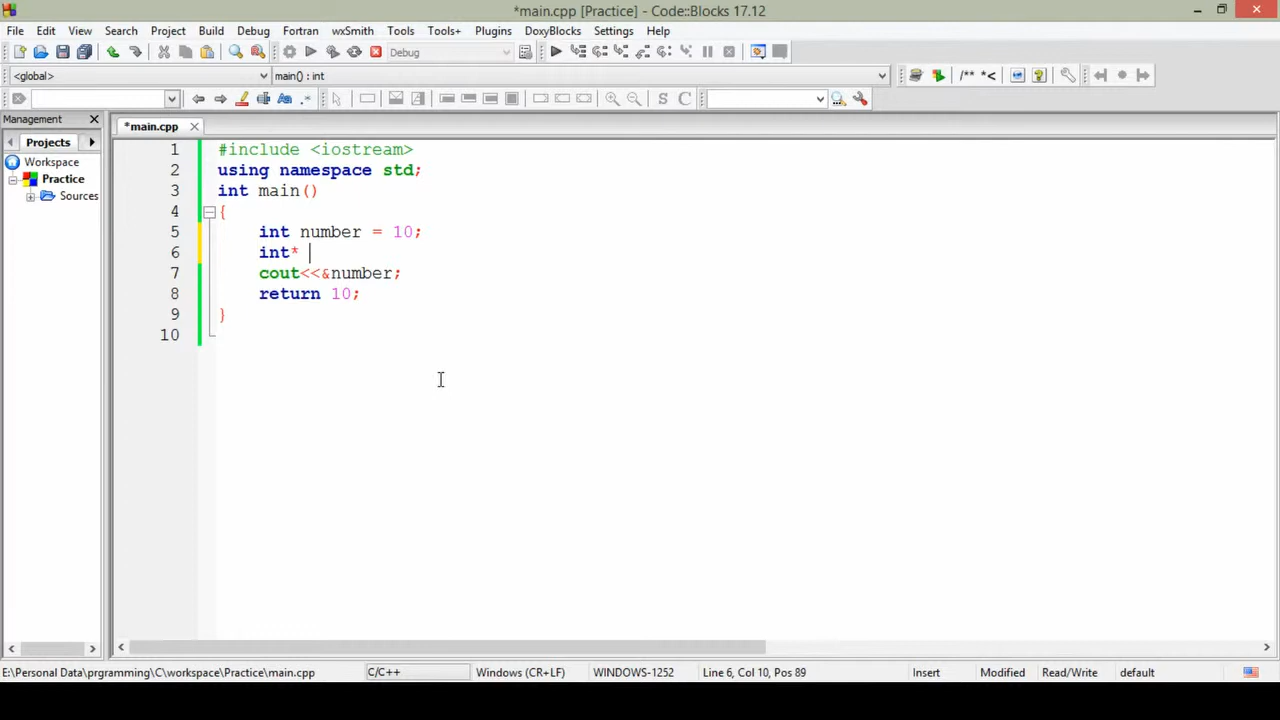 *main.cpp [Practice] - Code::Blocks 17.12
File Edit View Search Project Build Debug Fortran wxSmith Tools Tools+ Plugins DoxyBlocks Settings Help
Debug
<global> main() : int /** *<
S C
Management
*main.cpp
Projects
Workspace
Practice
Sources
1 #include <iostream>
2 using namespace std;
3 int main()
4 {
5 int number = 10;
6 int*
7 cout<<&number;
8 return 10;
9 }
10
E:\Personal Data\prgramming\C\workspace\Practice\main.cpp C/C++ Windows (CR+LF) WINDOWS-1252 Line 6, Col 10, Pos 89 Insert Modified Read/Write default